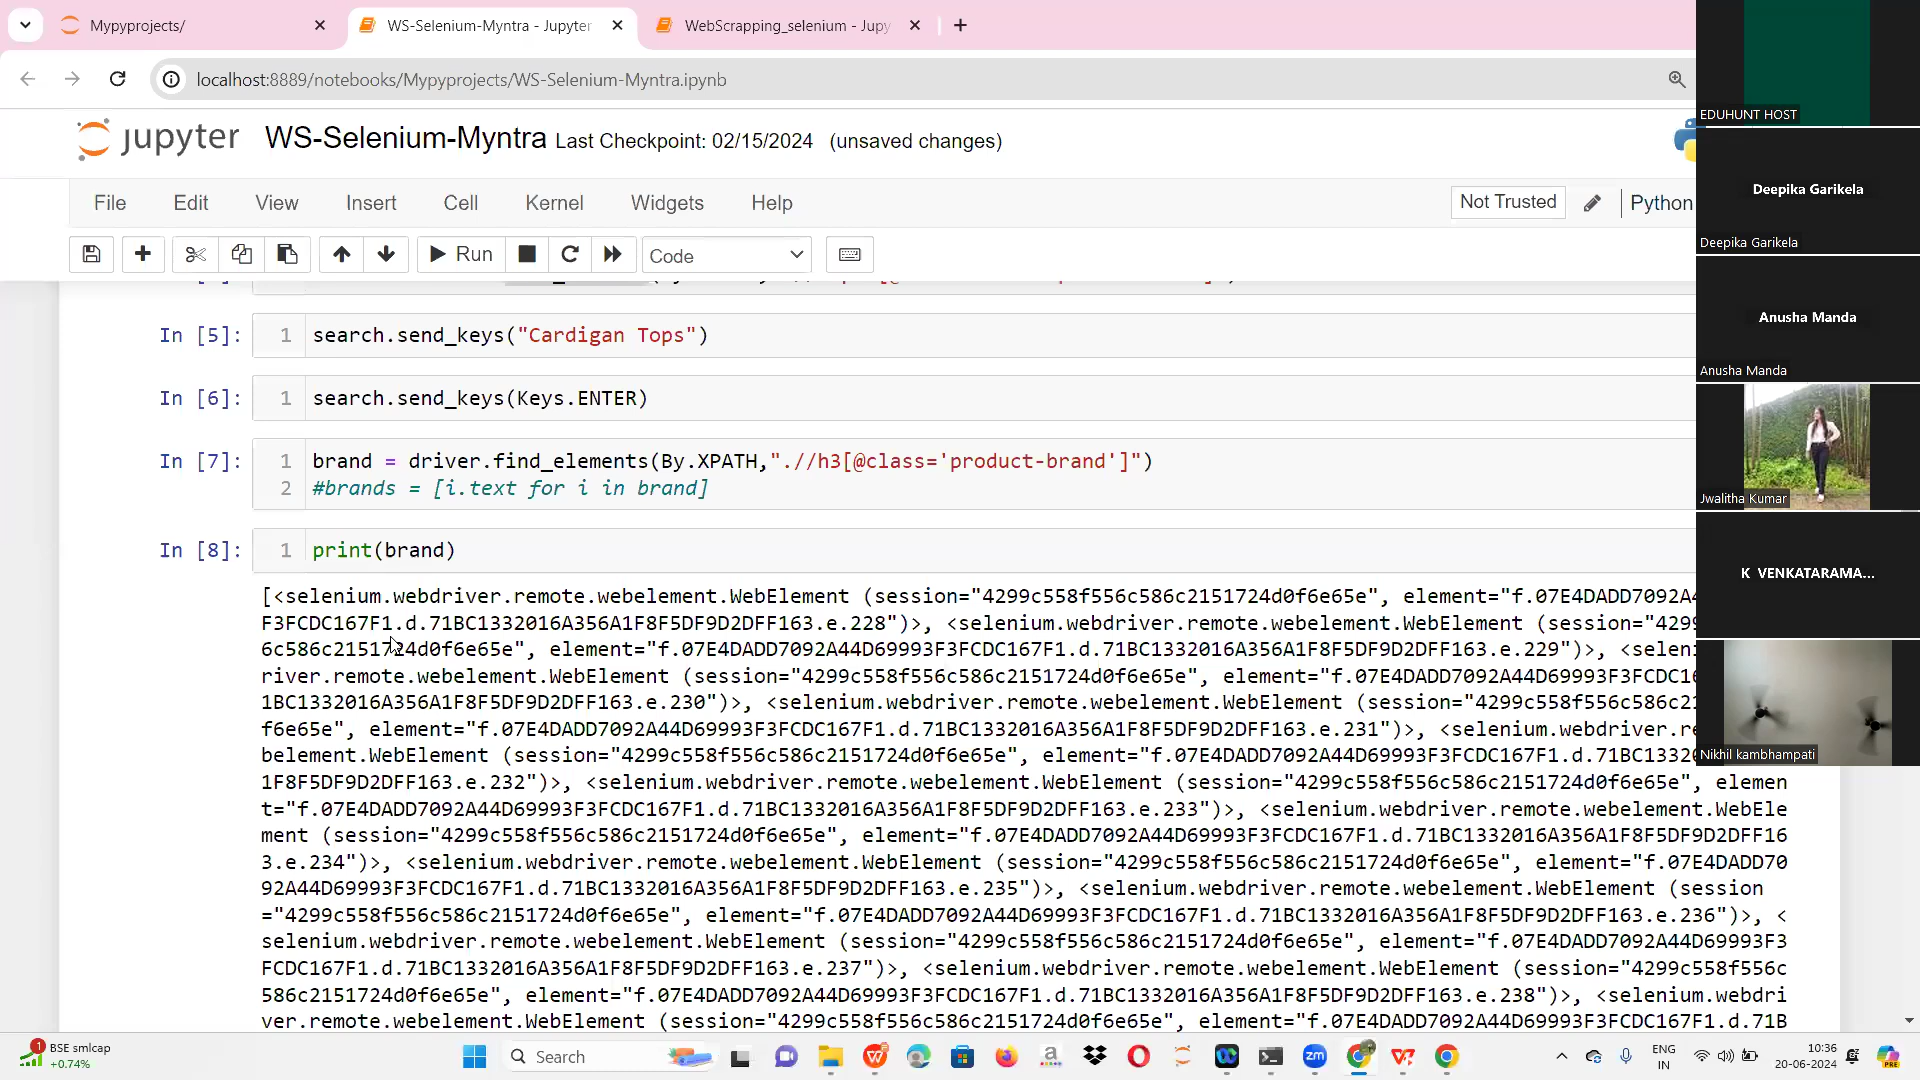 Mypyprojects/
WS-Selenium-Myntra - Jupyter
WebScrapping_selenium - Jupy
localhost:8889/notebooks/Mypyprojects/WS-Selenium-Myntra.ipynb
jupyter WS-Selenium-Myntra Last Checkpoint: 02/15/2024 (unsaved changes)
File Edit View Insert Cell Kernel Widgets Help
Not Trusted Python
Run Code
In [5]: 1 search.send_keys("Cardigan Tops")
In [6]: 1 search.send_keys(Keys.ENTER)
In [7]: 1 brand = driver.find_elements(By.XPATH,".//h3[@class='product-brand']")
2 #brands = [i.text for i in brand]
In [8]: 1 print(brand)
[<selenium.webdriver.remote.webelement.WebElement (session="4299c558f556c586c2151724d0f6e65e", element="f.07E4DADD7092A
F3FCDC167F1.d.71BC1332016A356A1F8F5DF9D2DFF163.e.228")>, <selenium.webdriver.remote.webelement.WebElement (session="429
6c586c2151724d0f6e65e", element="f.07E4DADD7092A44D69993F3FCDC167F1.d.71BC1332016A356A1F8F5DF9D2DFF163.e.229")>, <seleni
river.remote.webelement.WebElement (session="4299c558f556c586c2151724d0f6e65e", element="f.07E4DADD7092A44D69993F3FCDC16
1BC1332016A356A1F8F5DF9D2DFF163.e.230")>, <selenium.webdriver.remote.webelement.WebElement (session="4299c558f556c586c21
f6e65e", element="f.07E4DADD7092A44D69993F3FCDC167F1.d.71BC1332016A356A1F8F5DF9D2DFF163.e.231")>, <selenium.webdriver.re
belement.WebElement (session="4299c558f556c586c2151724d0f6e65e", element="f.07E4DADD7092A44D69993F3FCDC167F1.d.71BC13320
1F8F5DF9D2DFF163.e.232")>, <selenium.webdriver.remote.webelement.WebElement (session="4299c558f556c586c2151724d0f6e65e", elemen
t="f.07E4DADD7092A44D69993F3FCDC167F1.d.71BC1332016A356A1F8F5DF9D2DFF163.e.233")>, <selenium.webdriver.remote.webelement.WebEle
ment (session="4299c558f556c586c2151724d0f6e65e", element="f.07E4DADD7092A44D69993F3FCDC167F1.d.71BC1332016A356A1F8F5DF9D2DFF16
3.e.234")>, <selenium.webdriver.remote.webelement.WebElement (session="4299c558f556c586c2151724d0f6e65e", element="f.07E4DADD70
92A44D69993F3FCDC167F1.d.71BC1332016A356A1F8F5DF9D2DFF163.e.235")>, <selenium.webdriver.remote.webelement.WebElement (session
="4299c558f556c586c2151724d0f6e65e", element="f.07E4DADD7092A44D69993F3FCDC167F1.d.71BC1332016A356A1F8F5DF9D2DFF163.e.236")>, <
selenium.webdriver.remote.webelement.WebElement (session="4299c558f556c586c2151724d0f6e65e", element="f.07E4DADD7092A44D69993F3
FCDC167F1.d.71BC1332016A356A1F8F5DF9D2DFF163.e.237")>, <selenium.webdriver.remote.webelement.WebElement (session="4299c558f556c
586c2151724d0f6e65e", element="f.07E4DADD7092A44D69993F3FCDC167F1.d.71BC1332016A356A1F8F5DF9D2DFF163.e.238")>, <selenium.webdri
ver.remote.webelement.WebElement (session="4299c558f556c586c2151724d0f6e65e", element="f.07E4DADD7092A44D69993F3FCDC167F1.d.71B
EDUHUNT HOST
Deepika Garikela
Deepika Garikela
Anusha Manda
Anusha Manda
Jwalitha Kumar
K VENKATARAMA...
Nikhil kambhampati
1
BSE smlcap
+0.74%
Search
ENG
IN
10:36
20-06-2024